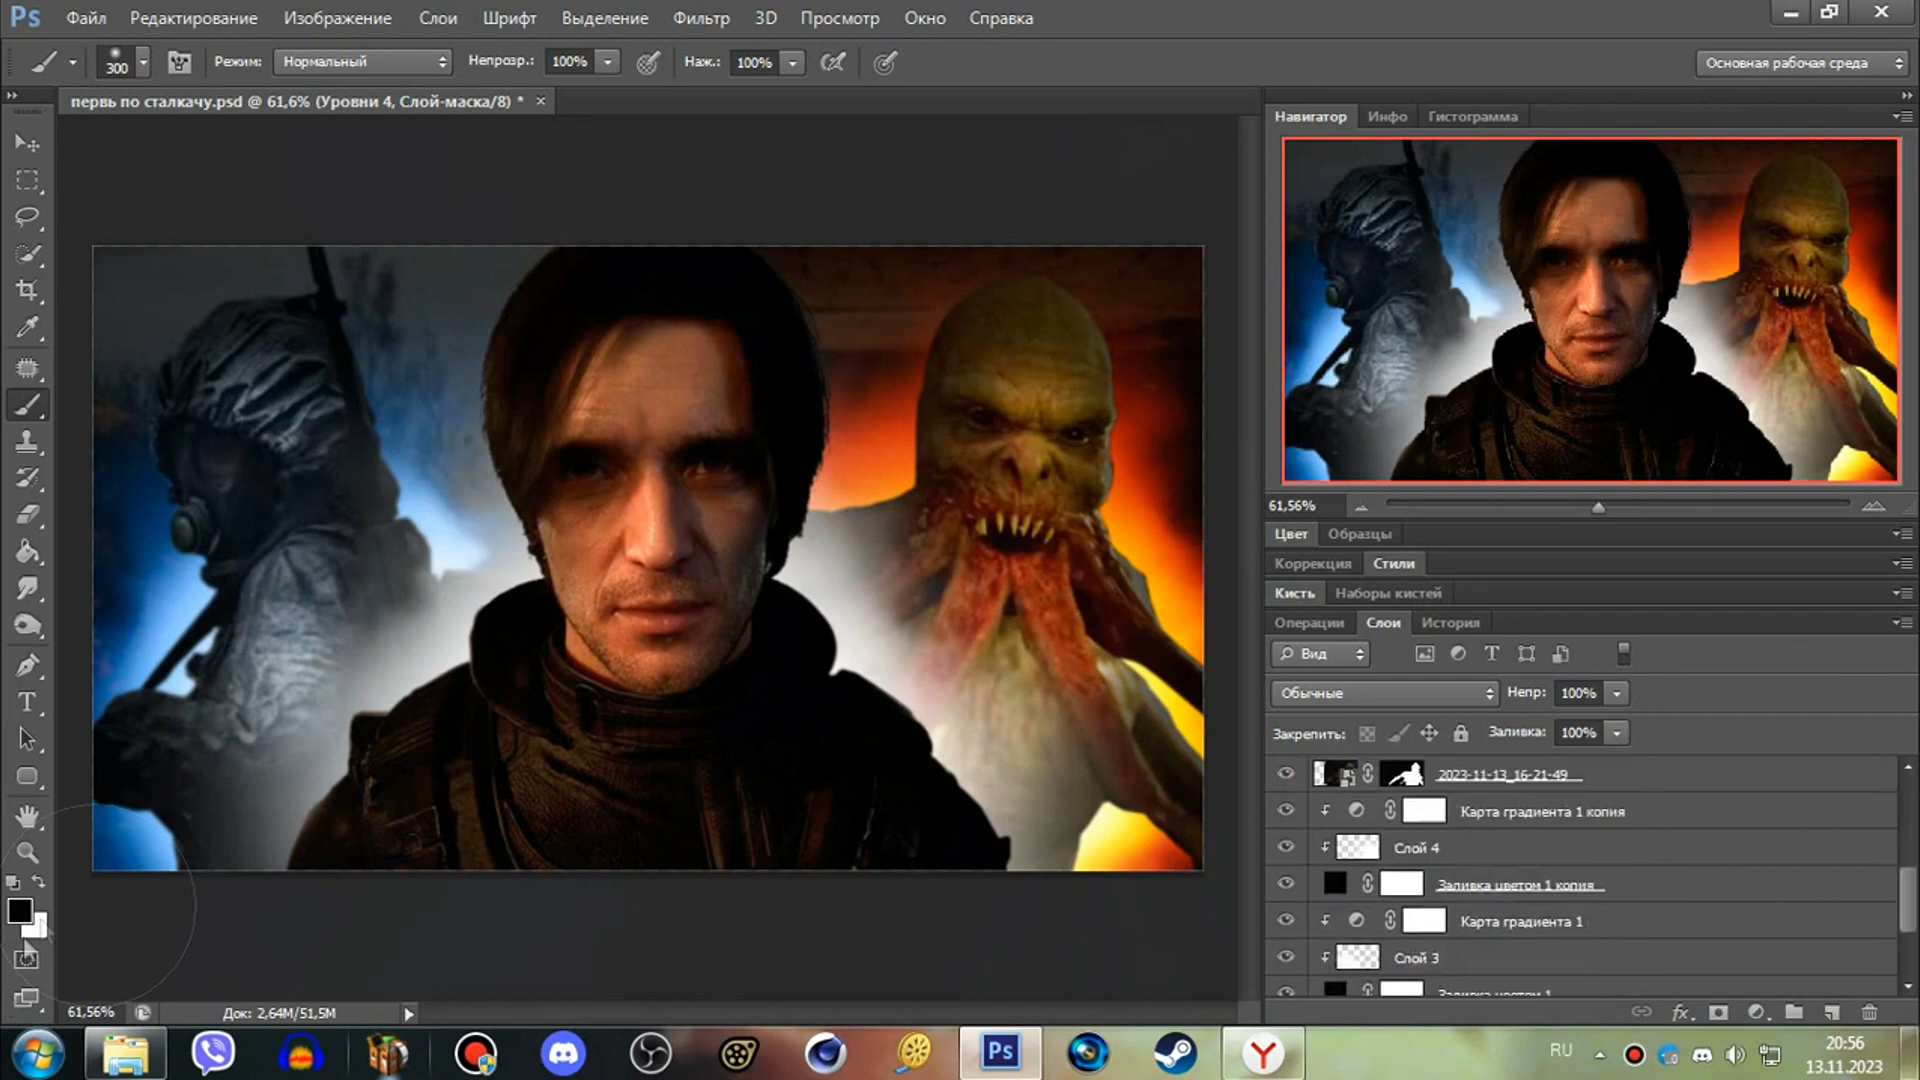 Ps Файл Редактирование Изображение Слои Шрифт Выделение Фильтр 3D Просмотр Окно Справка
300 Режим: Нормальный Непрозр.: 100% Наж.: 100% Основная рабочая среда
первь по сталкачу.psd @ 61,6% (Уровни 4, Слой-маска/8) *
Навигатор Инфо Гистограмма
61,56%
Цвет Образцы
Коррекция Стили
Кисть Наборы кистей
Операции Слои История
Вид
Обычные Непр: 100%
Закрепить: Заливка: 100%
2023-11-13_16-21-49
Карта градиента 1 копия
Слой 4
Заливка цветом 1 копия
Карта градиента 1
Слой 3
Заливка цветом 1
61,56% Док: 2,64M/51,5M
Ps
RU
20:56
13.11.2023